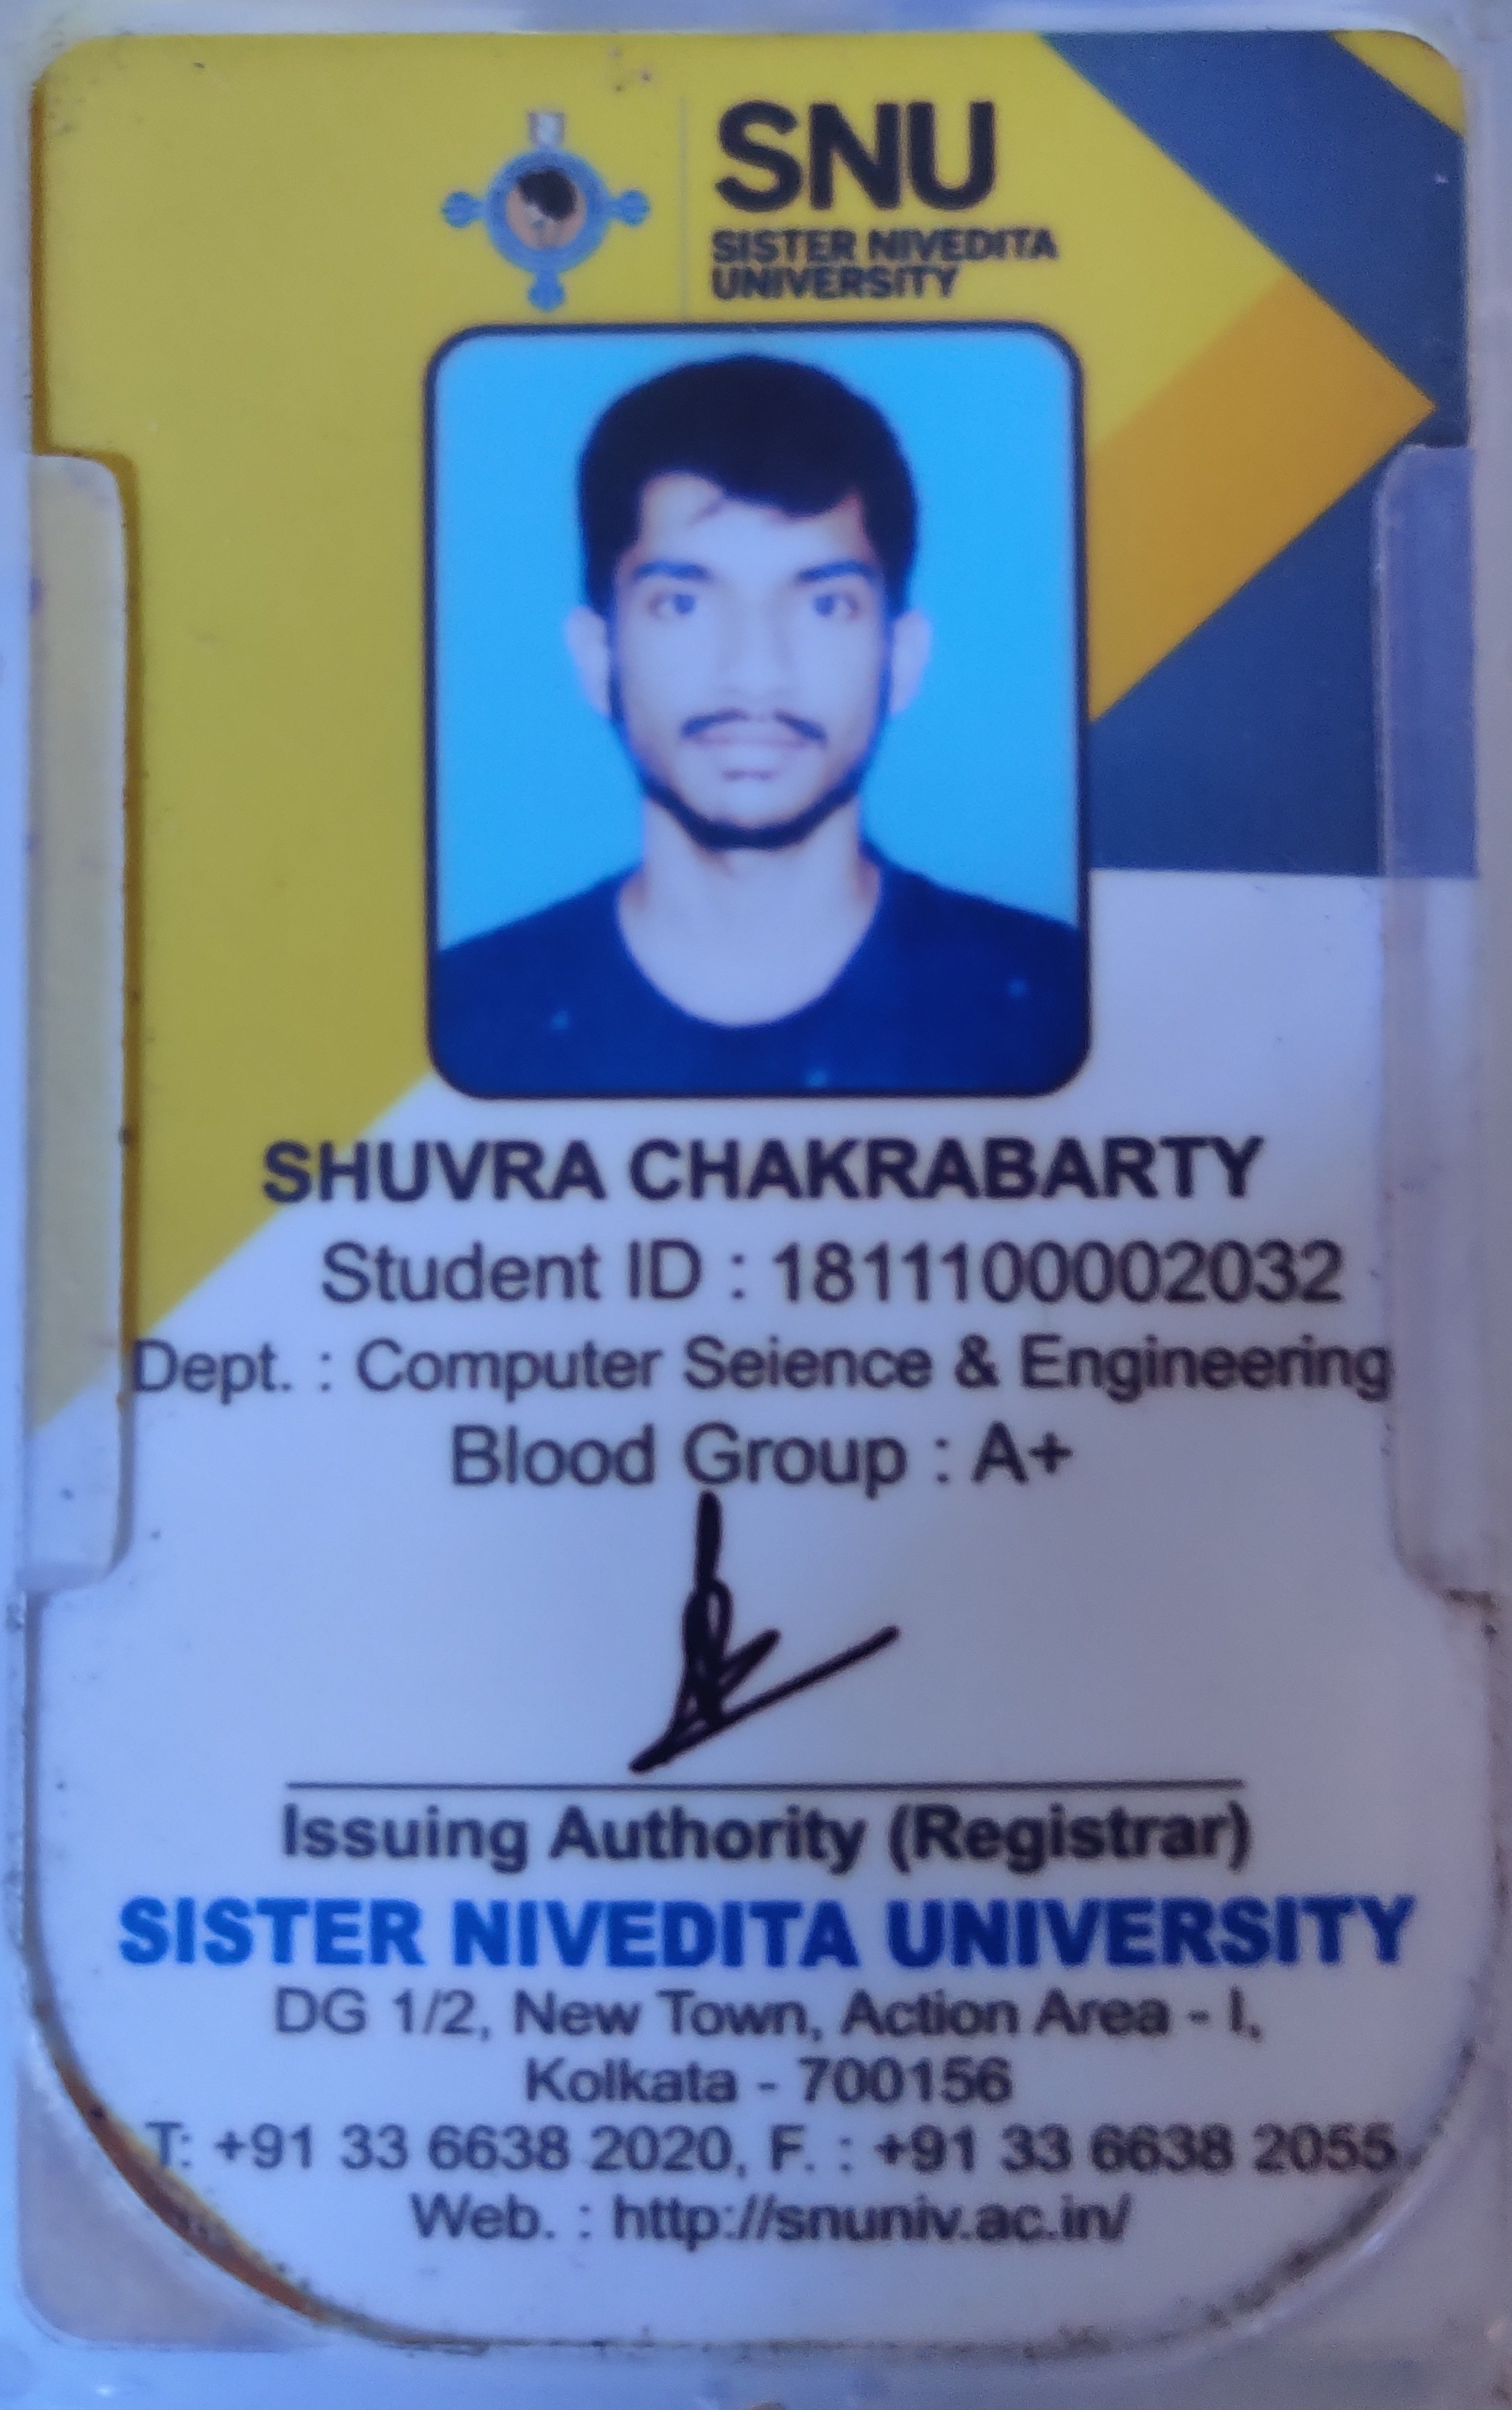 SNU
SISTER NIVEDITA
UNIVERSITY
SHUVRA CHAKRABARTY
Student ID : 1811100002032
Dept. : Computer Seience & Engineering
Blood Group : A+
Issuing Authority (Registrar)
SISTER NIVEDITA UNIVERSITY
DG 1/2, New Town, Action Area - I,
Kolkata - 700156
T: +91 33 6638 2020, F. : +91 33 6638 2055
Web. : http://snuniv.ac.in/